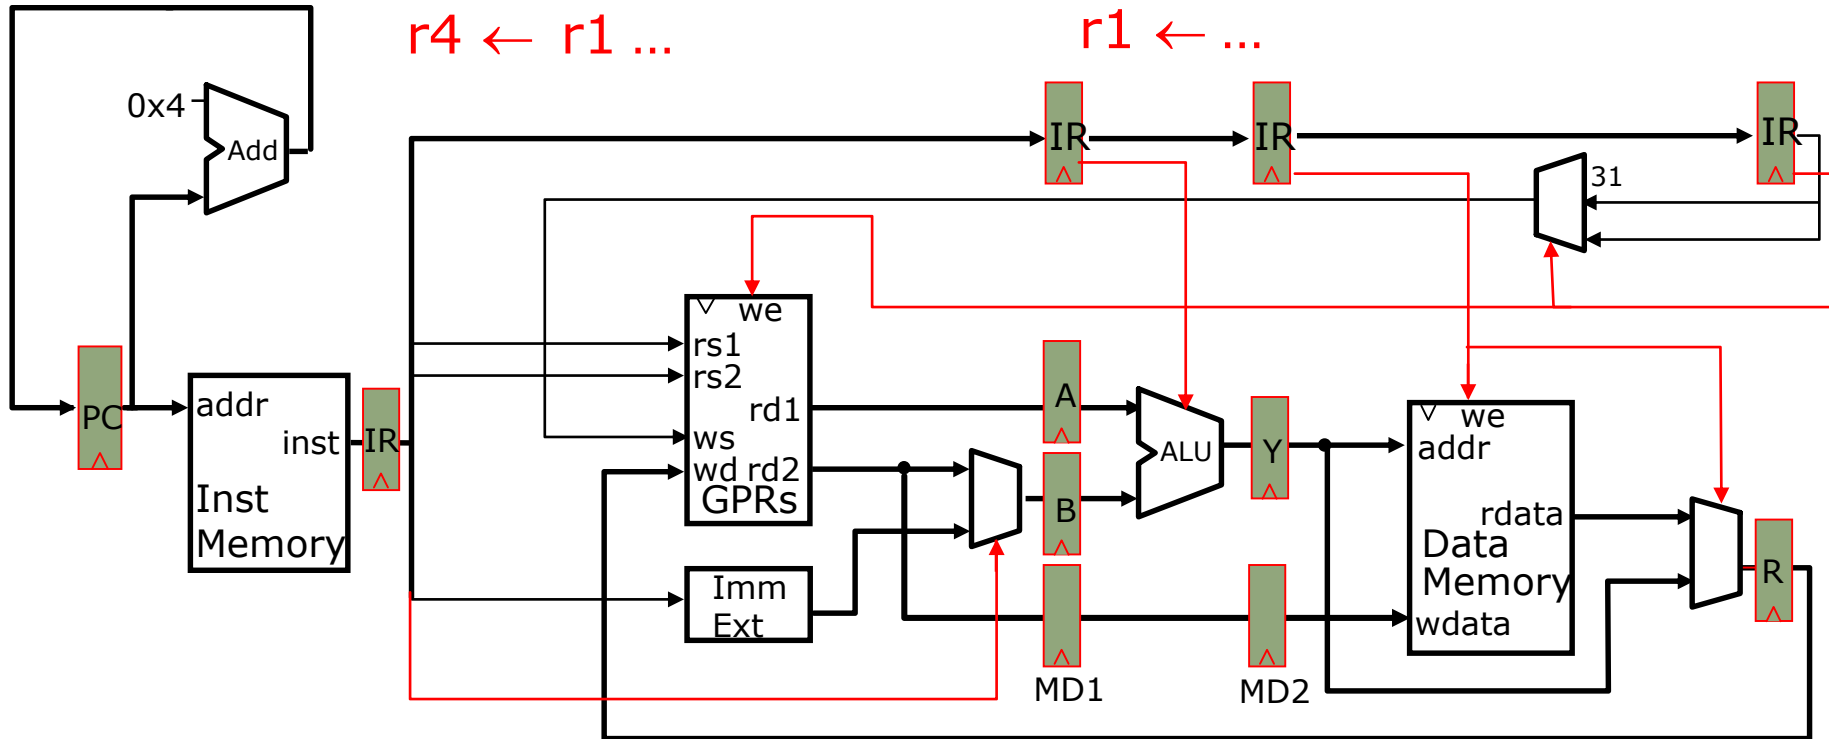 r4 ← r1 ...
r1 ← ...
0x4
Add
IR
IR
IR
31
we
rs1
rs2
rd1
ws
wd rd2
GPRs
PC
addr
inst
Inst
Memory
IR
A
B
ALU
Y
we
addr
rdata
Data
Memory
wdata
R
Imm
Ext
MD1
MD2